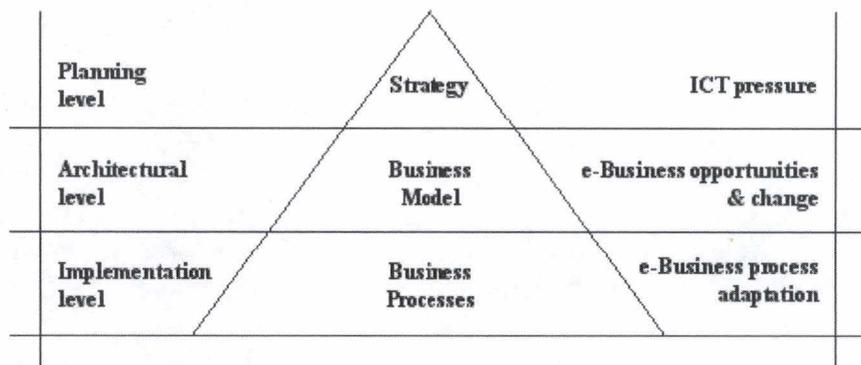 Planning
level
Strategy
ICT pressure
Architectural
level
Business
Model
e-Business opportunities
& change
Implementation
level
Business
Processes
e-Business process
adaptation